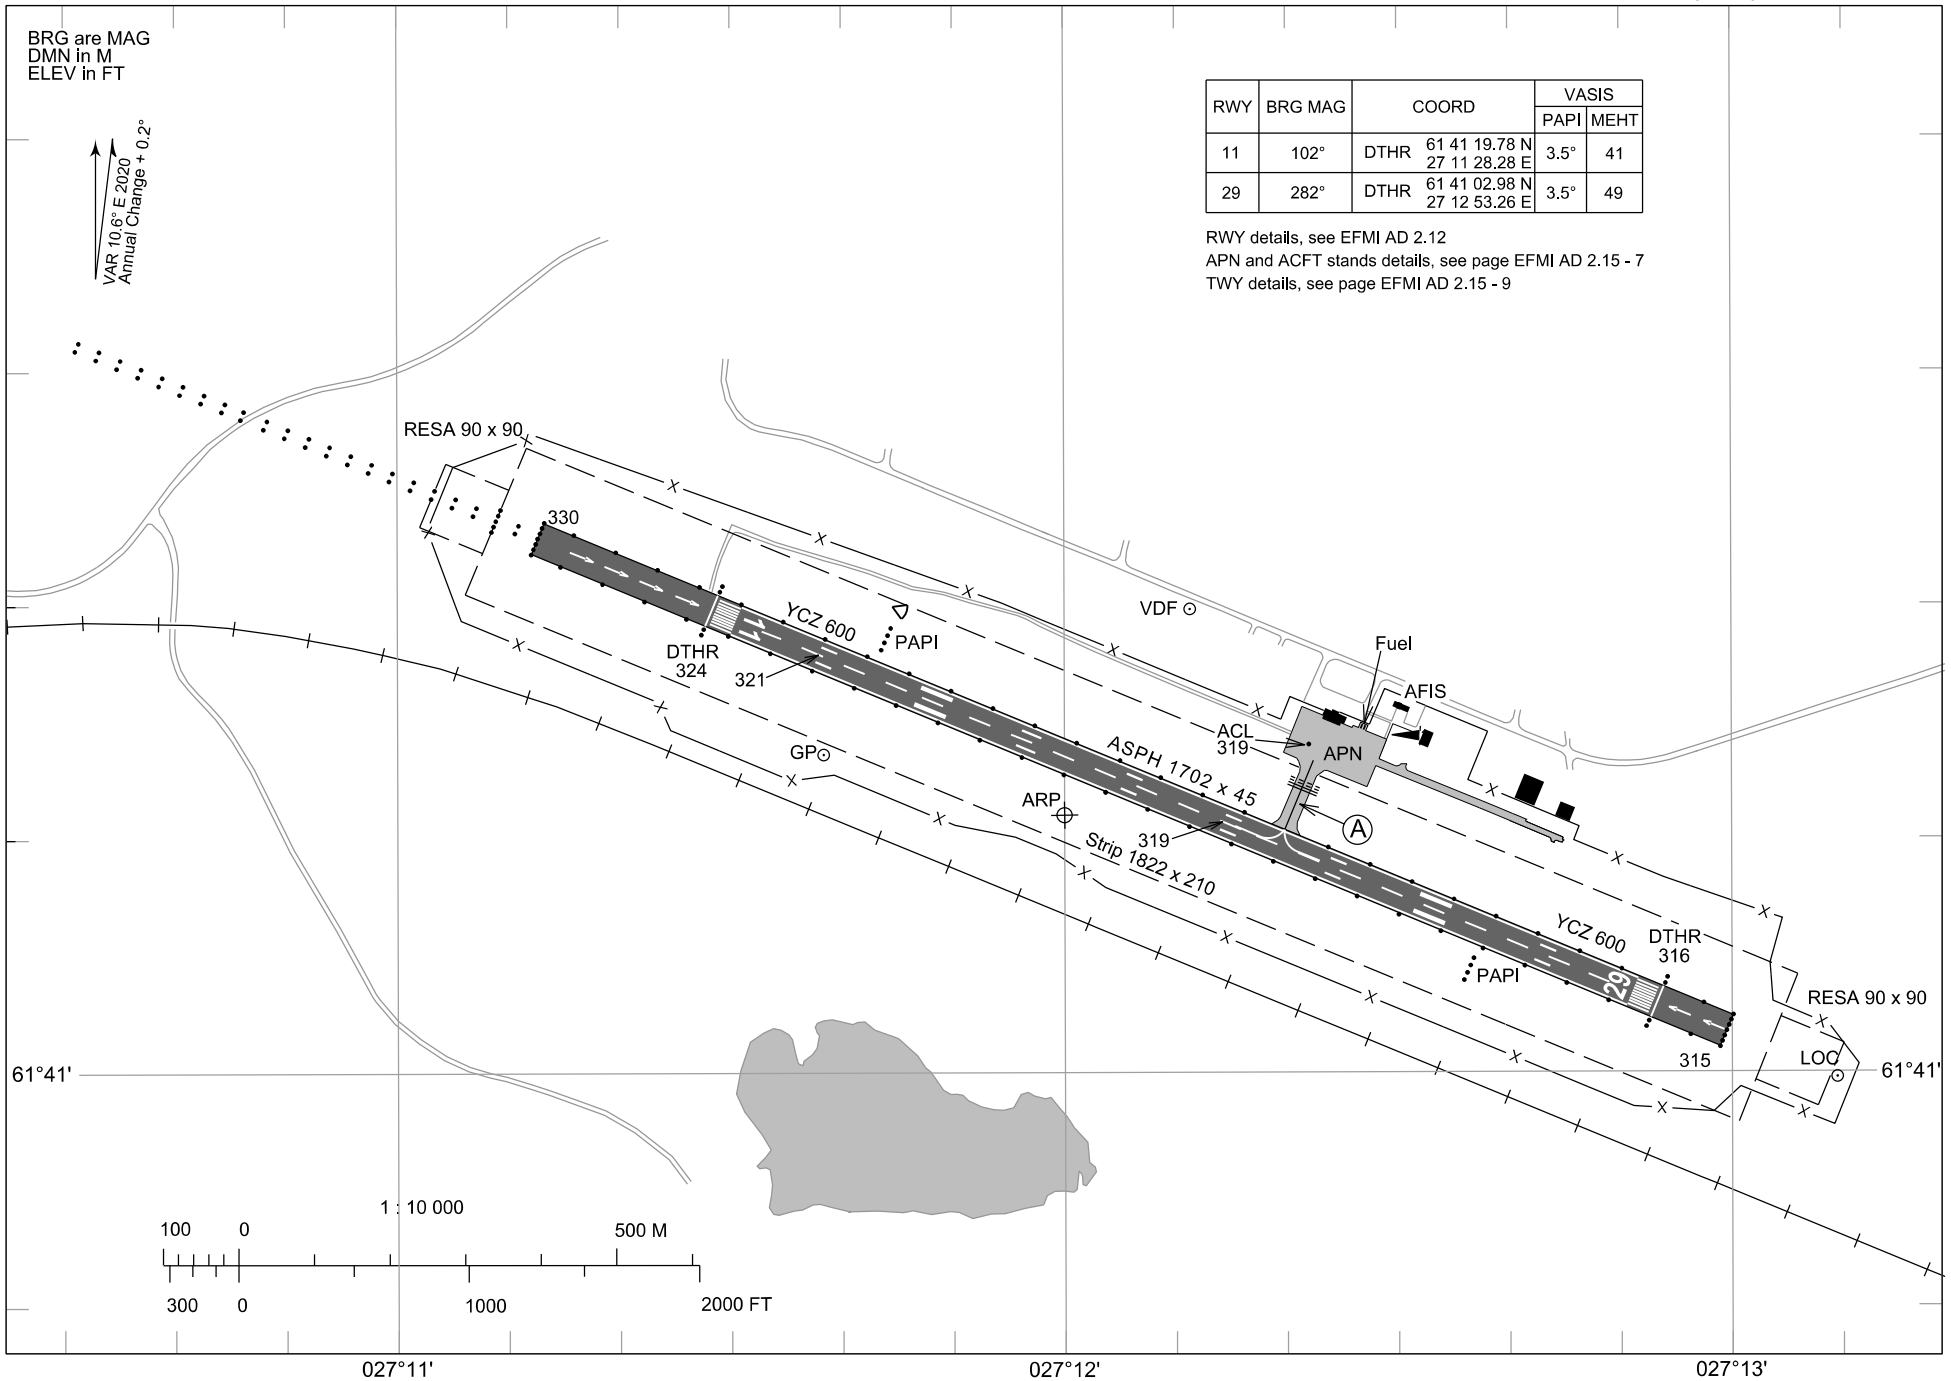 BRG are MAG
DMN in M
ELEV in FT
VAR 10.6° E 2020
Annual Change + 0.2°
RWY BRG MAG COORD VASIS
PAPI MEHT
11 102° DTHR 61 41 19.78 N 3.5° 41
27 11 28.28 E
29 282° DTHR 61 41 02.98 N 3.5° 49
27 12 53.26 E
RWY details, see EFMI AD 2.12
APN and ACFT stands details, see page EFMI AD 2.15 - 7
TWY details, see page EFMI AD 2.15 - 9
RESA 90 x 90
330
11
YCZ 600
PAPI
DTHR
324
321
VDF
Fuel
AFIS
ACL
319
APN
GP
ASPH 1702 x 45
ARP
A
319
Strip 1822 x 210
YCZ 600
DTHR
316
PAPI
29
RESA 90 x 90
315
LOC
61°41'
61°41'
1 : 10 000
100 0 500 M
300 0 1000 2000 FT
027°11'
027°12'
027°13'